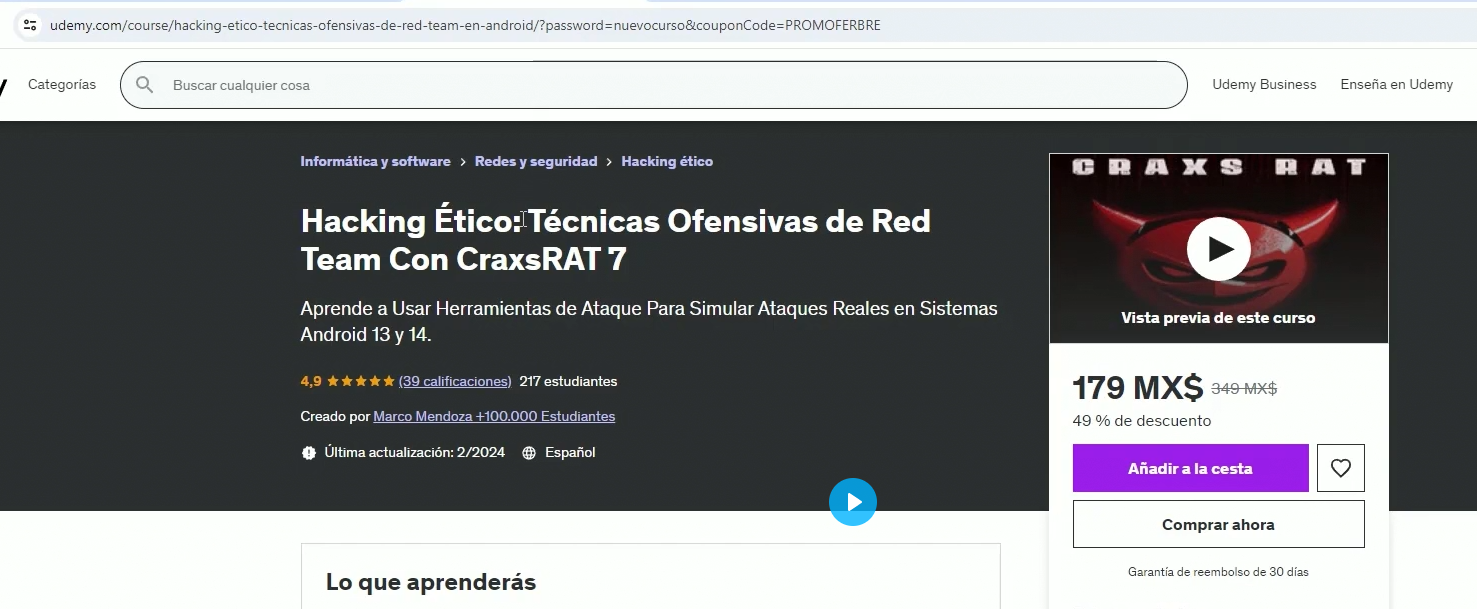 udemy.com/course/hacking-etico-tecnicas-ofensivas-de-red-team-en-android/?password=nuevocurso&couponCode=PROMOFERBRE
Categorías
Buscar cualquier cosa
Udemy Business
Enseña en Udemy
Informática y software > Redes y seguridad > Hacking ético
Hacking Ético: Técnicas Ofensivas de Red
Team Con CraxsRAT 7
Aprende a Usar Herramientas de Ataque Para Simular Ataques Reales en Sistemas
Android 13 y 14.
4,9 (39 calificaciones) 217 estudiantes
Creado por Marco Mendoza +100.000 Estudiantes
Última actualización: 2/2024 Español
CRAXS RAT
Vista previa de este curso
179 MX$ 349 MX$
49 % de descuento
Añadir a la cesta
Comprar ahora
Garantía de reembolso de 30 días
Lo que aprenderás